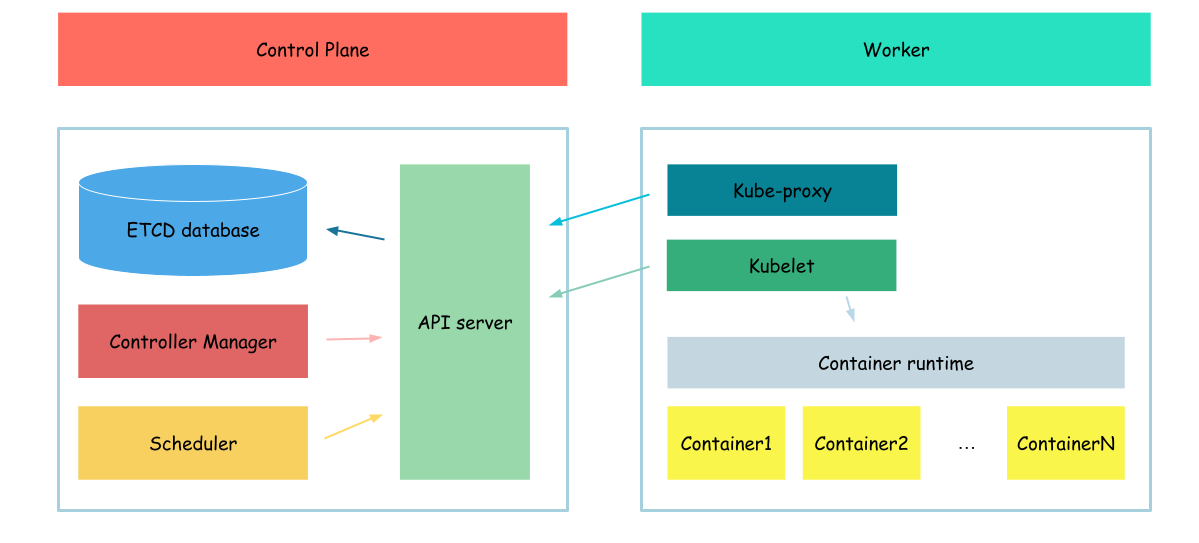 Control Plane
Worker
ETCD database
Controller Manager
Scheduler
API server
Kube-proxy
Kubelet
Container runtime
Container1
Container2
...
ContainerN